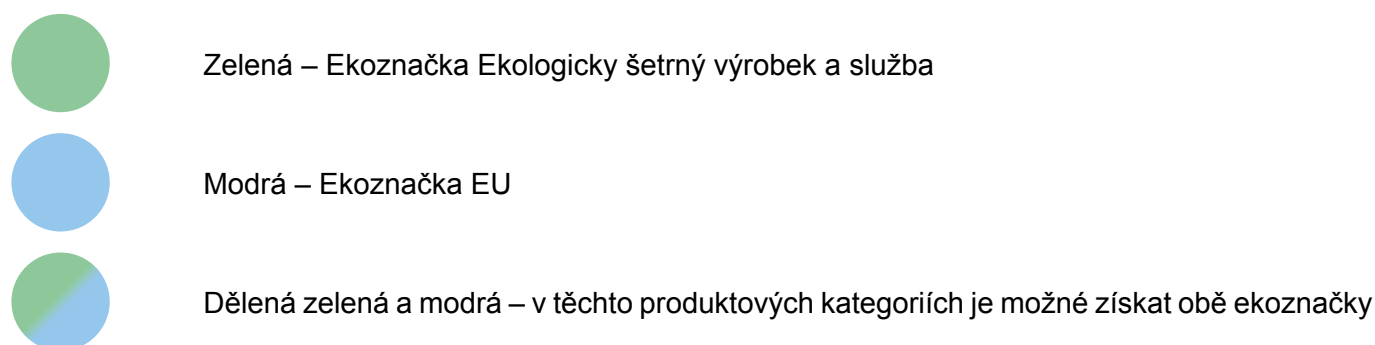 Zelená – Ekoznačka Ekologicky šetrný výrobek a služba
Modrá – Ekoznačka EU
Dělená zelená a modrá – v těchto produktových kategoriích je možné získat obě ekoznačky